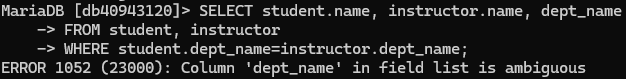 MariaDB [db40943120]> SELECT student.name, instructor.name, dept_name
    -> FROM student, instructor
    -> WHERE student.dept_name=instructor.dept_name;
ERROR 1052 (23000): Column 'dept_name' in field list is ambiguous